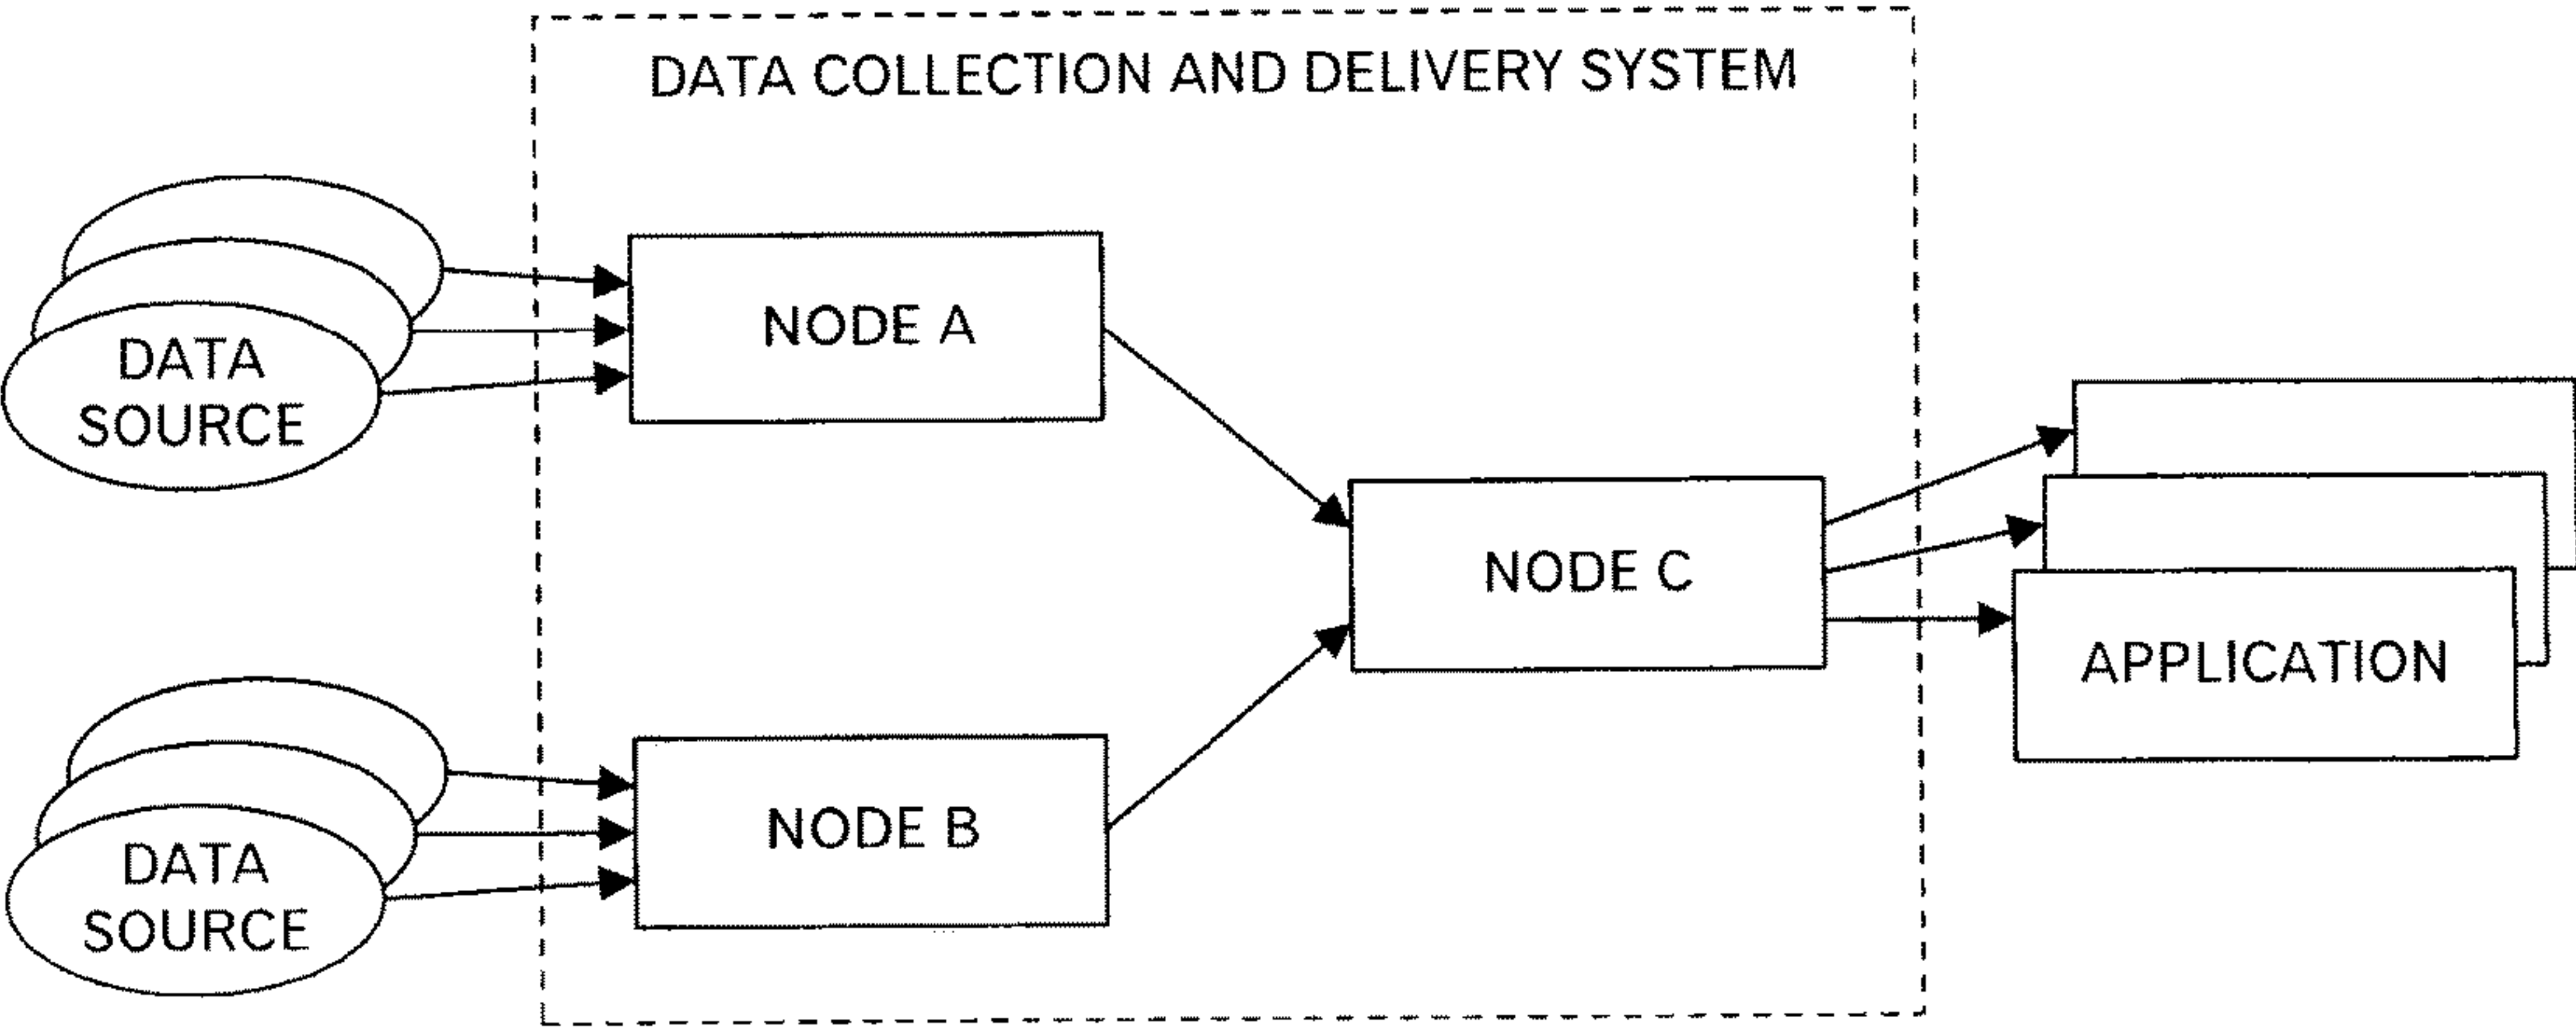 DATA COLLECTION AND DELIVERY SYSTEM
DATA
SOURCE
NODE A
NODE C
APPLICATION
DATA
SOURCE
NODE B